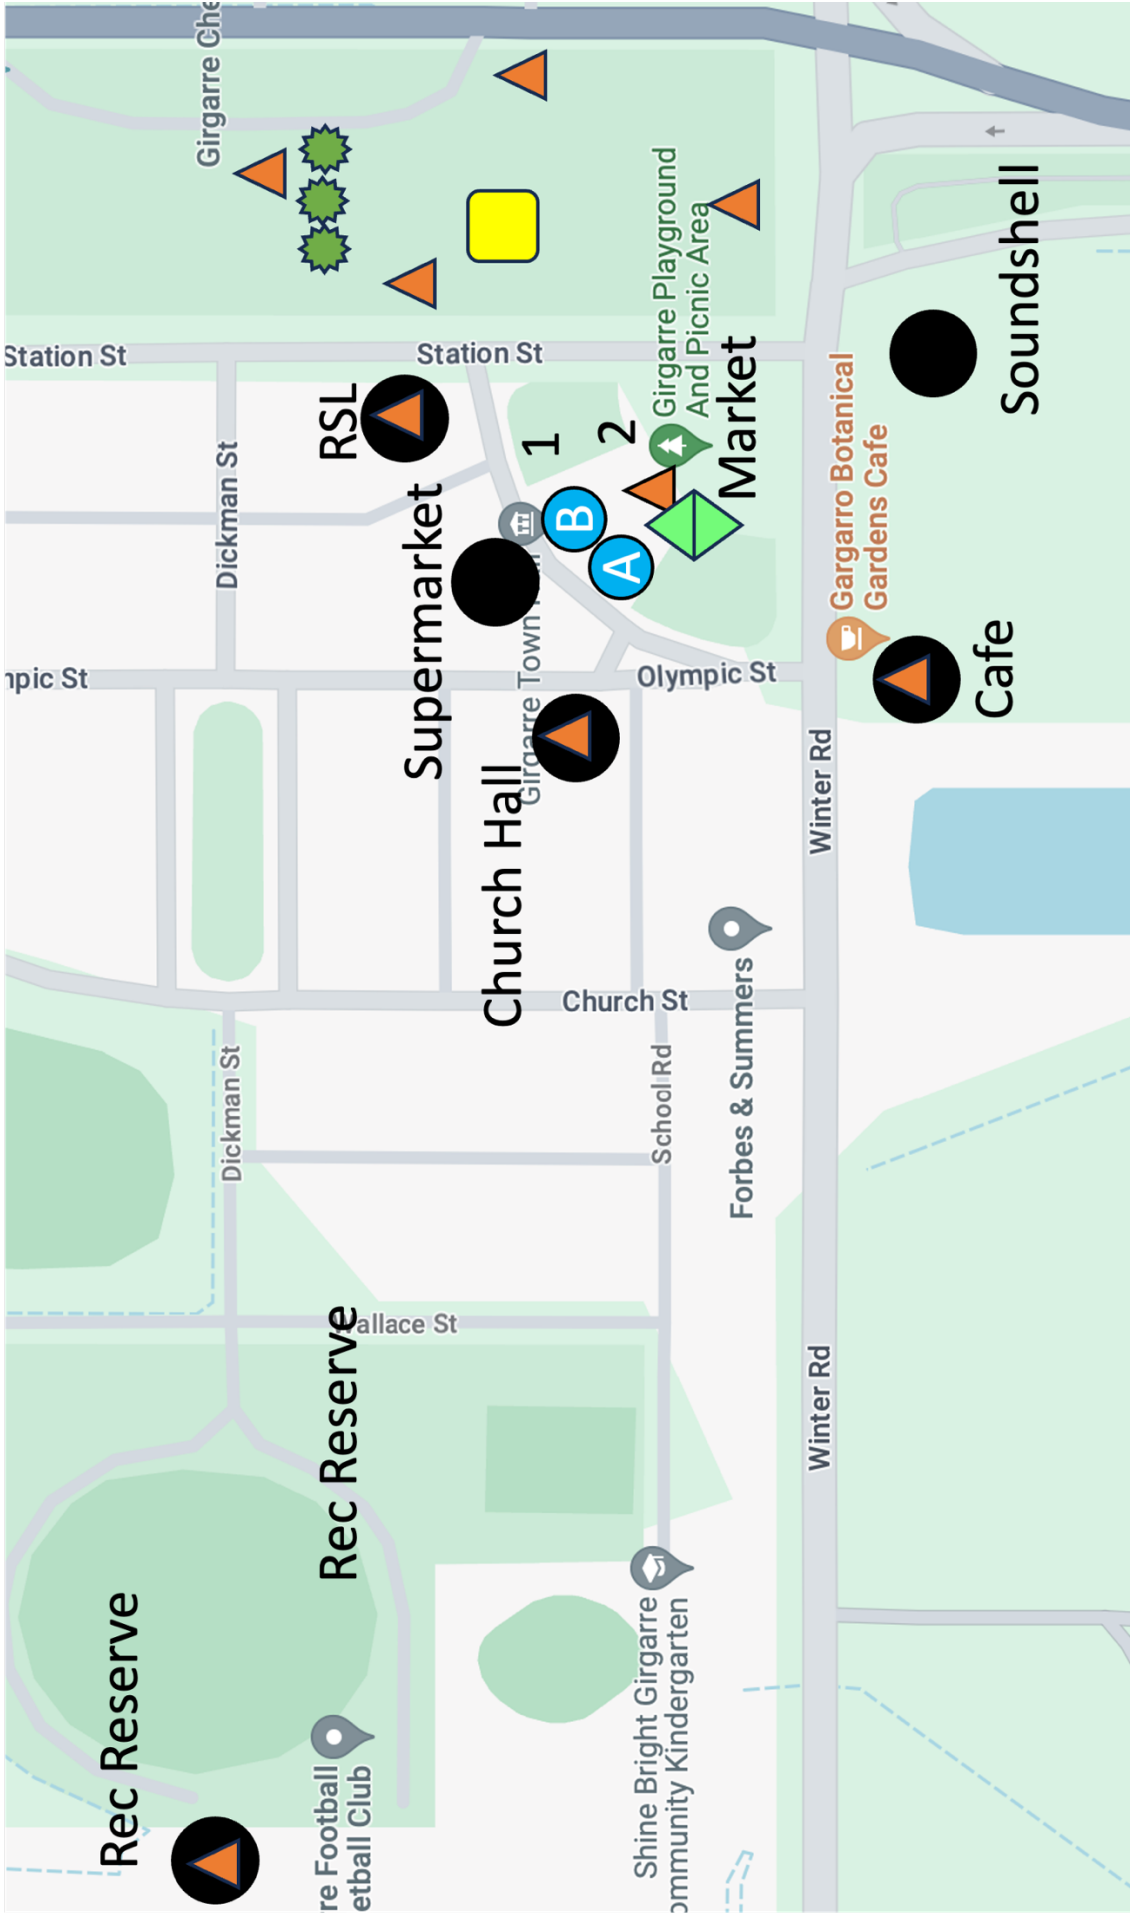 Girgarre Che
Station St
Station St
Girgarre Playground
And Picnic Area
Soundshell
RSL
1
2
Market
Dickman St
Supermarket
B
A
Gargarro Botanical
Gardens Cafe
Girgarre Town
npic St
Olympic St
Cafe
Church Hall
Winter Rd
Church St
Forbes & Summers
Dickman St
School Rd
Wallace St
Rec Reserve
Winter Rd
Rec Reserve
Shine Bright Girgarre
ommunity Kindergarten
re Football
etball Club